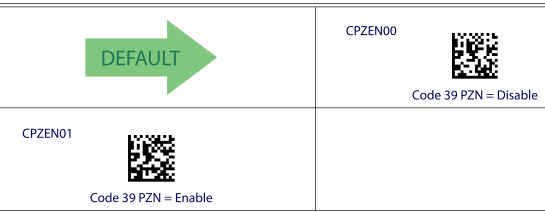 DEFAULT
CPZEN00
Code 39 PZN = Disable
CPZEN01
Code 39 PZN = Enable